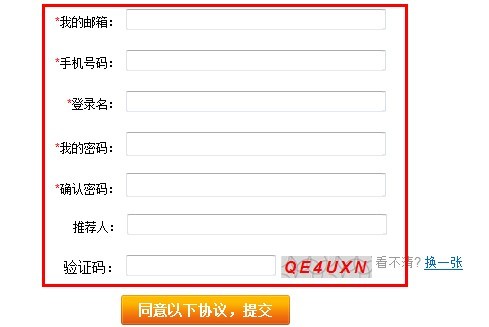 *我的邮箱：
*手机号码：
*登录名：
*我的密码：
*确认密码：
推荐人：
验证码： QE4UXN 看不清? 换一张
同意以下协议，提交